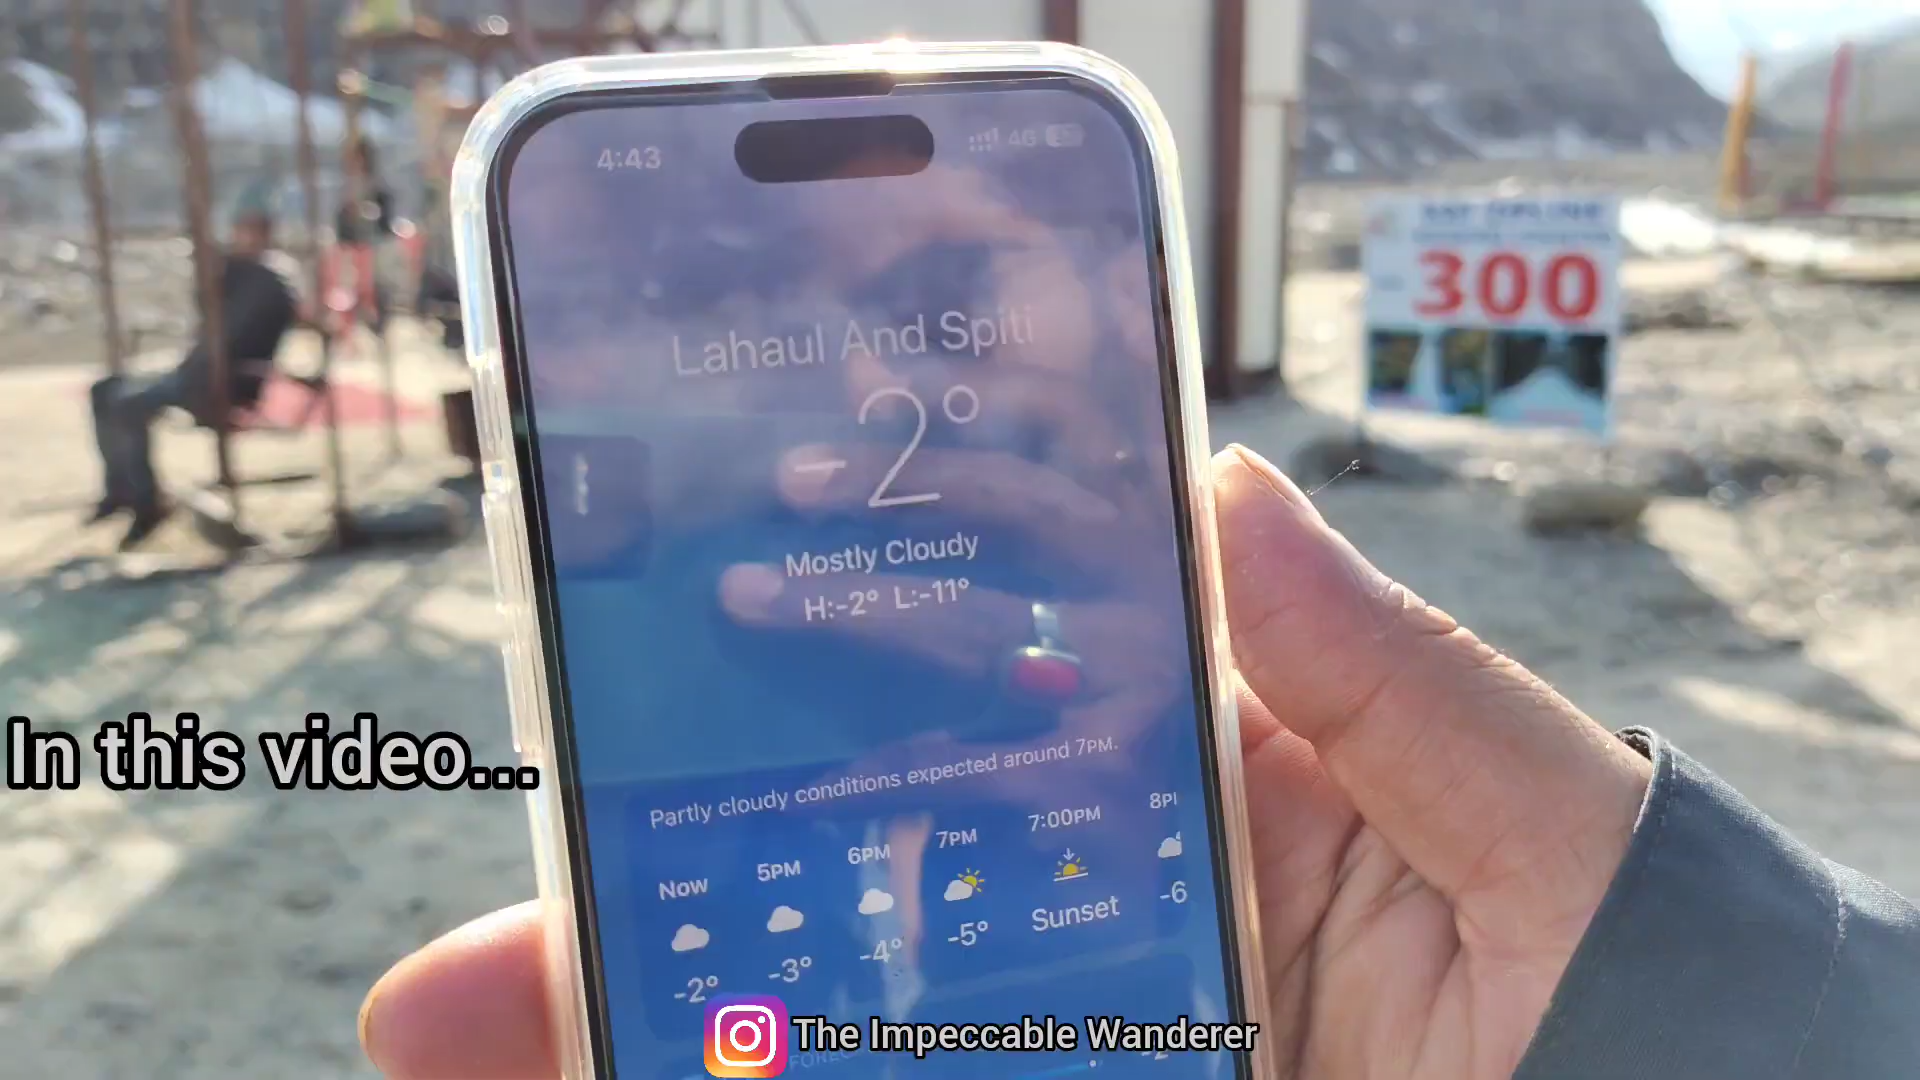 4:43
4G
300
Lahaul And Spiti
-2°
Mostly Cloudy
H:-2° L:-11°
In this video...
Partly cloudy conditions expected around 7PM.
Now 5PM 6PM 7PM 7:00PM
-2° -3° -4° -5° Sunset -6
The Impeccable Wanderer